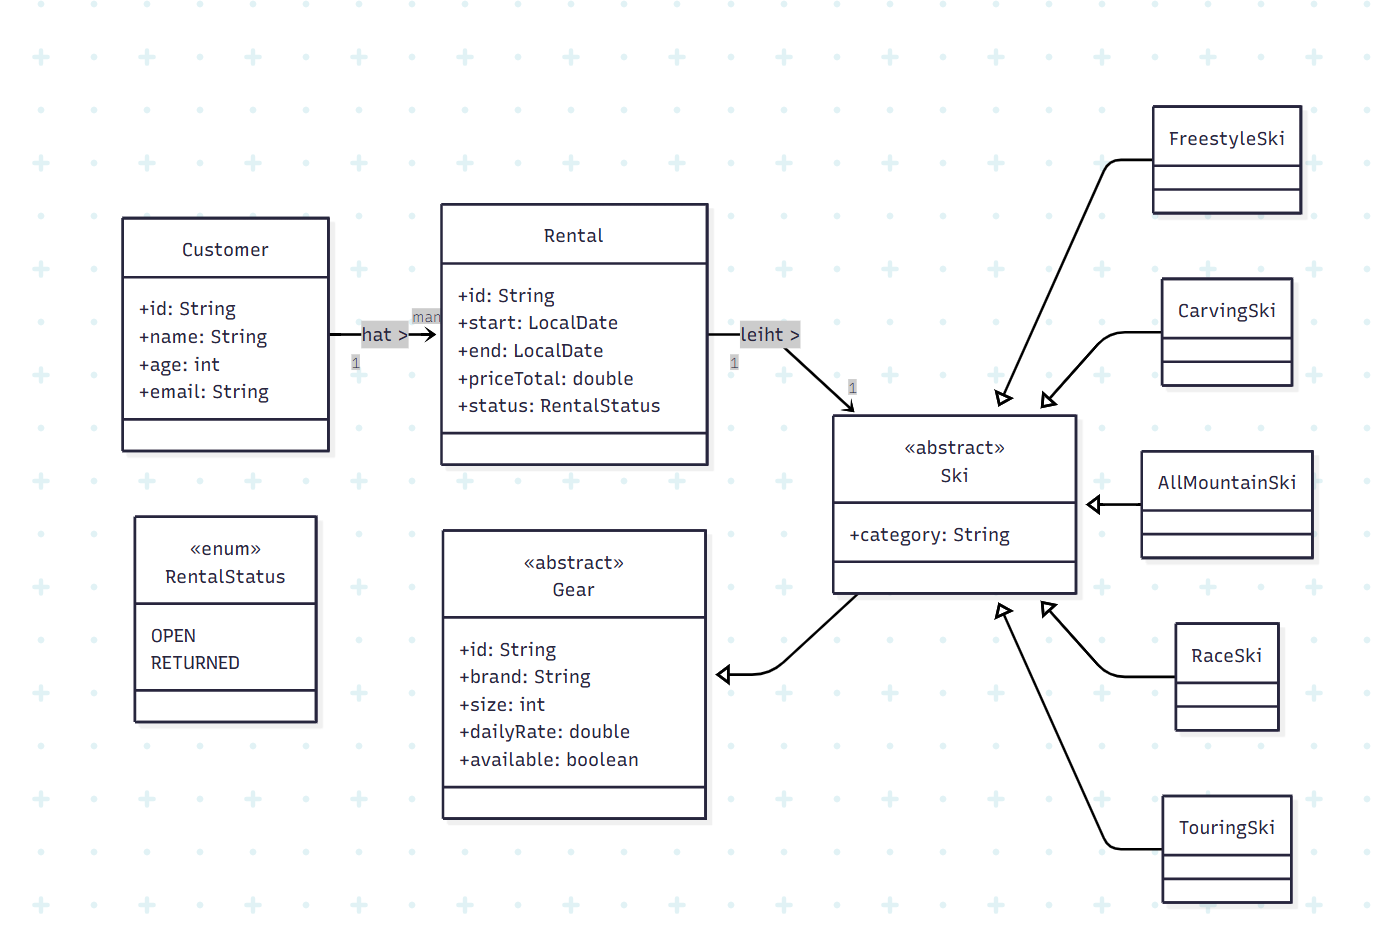 Customer
+id: String
+name: String
+age: int
+email: String
hat >
1
man
Rental
+id: String
+start: LocalDate
+end: LocalDate
+priceTotal: double
+status: RentalStatus
leiht >
1
1
«abstract»
Ski
+category: String
FreestyleSki
CarvingSki
AllMountainSki
RaceSki
TouringSki
«enum»
RentalStatus
OPEN
RETURNED
«abstract»
Gear
+id: String
+brand: String
+size: int
+dailyRate: double
+available: boolean